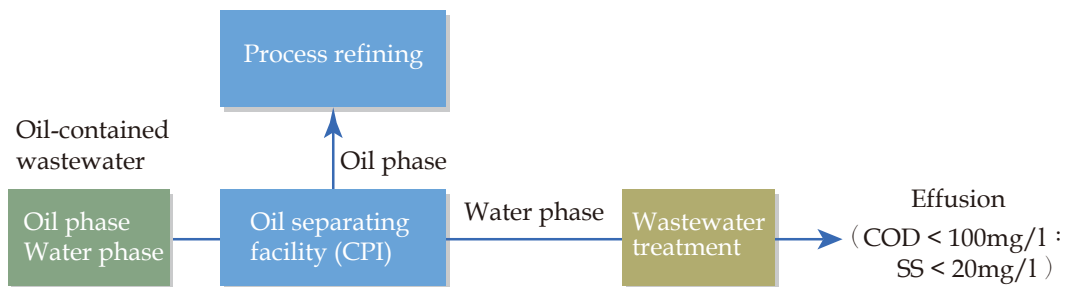 Process refining
Oil-contained
wastewater
Oil phase
Oil phase
Water phase
Oil separating
facility (CPI)
Water phase
Wastewater
treatment
Effusion
（COD < 100mg/l：
SS < 20mg/l）